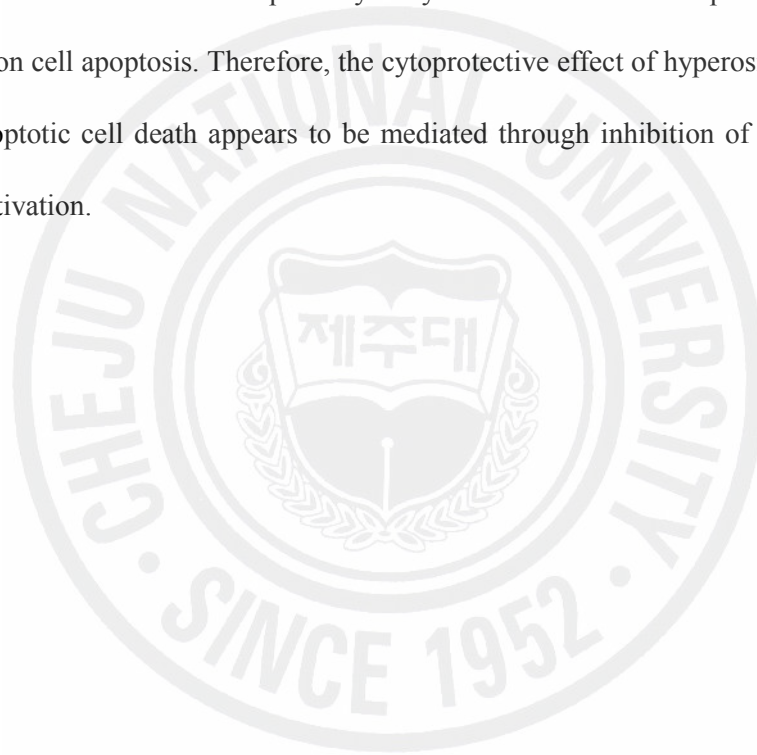 on cell apoptosis. Therefore, the cytoprotective effect of hyperos
optotic cell death appears to be mediated through inhibition of
tivation.
CHEJU NATIONAL UNIVERSITY
제주대
· SINCE 1952 ·